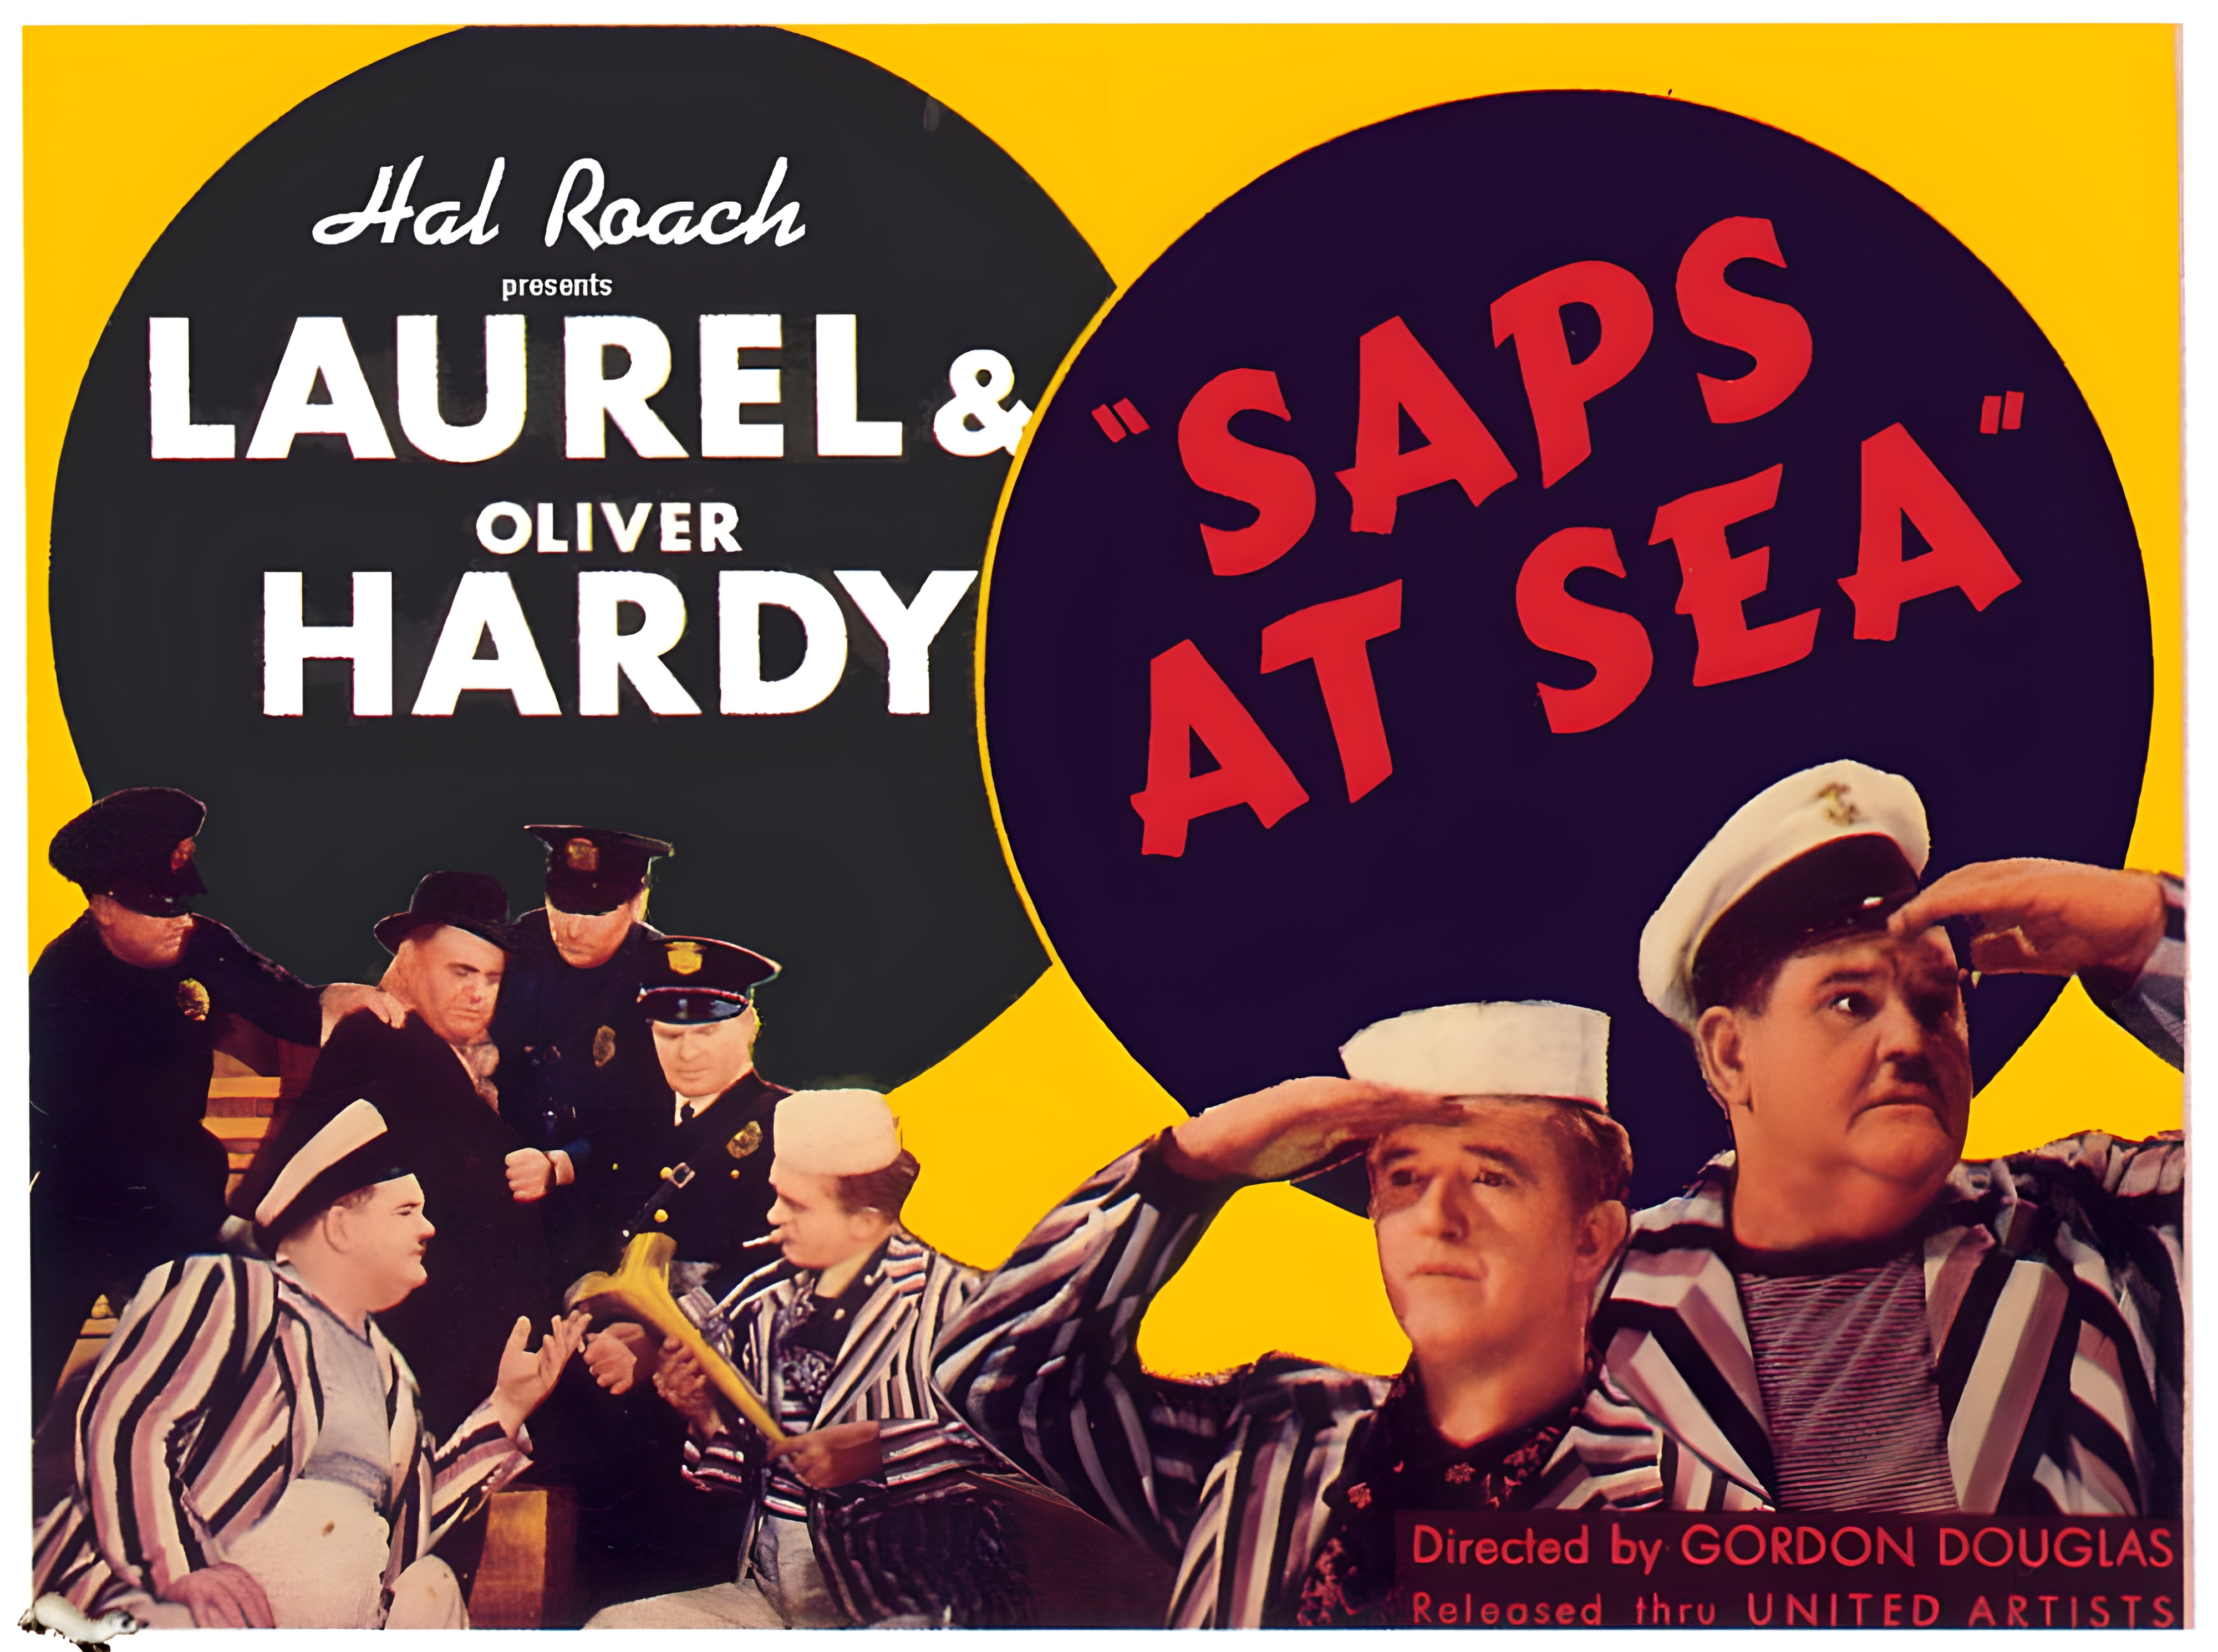 Hal Roach
presents
LAUREL &
OLIVER
HARDY
"SAPS
AT SEA"
Directed by GORDON DOUGLAS
Released thru UNITED ARTISTS